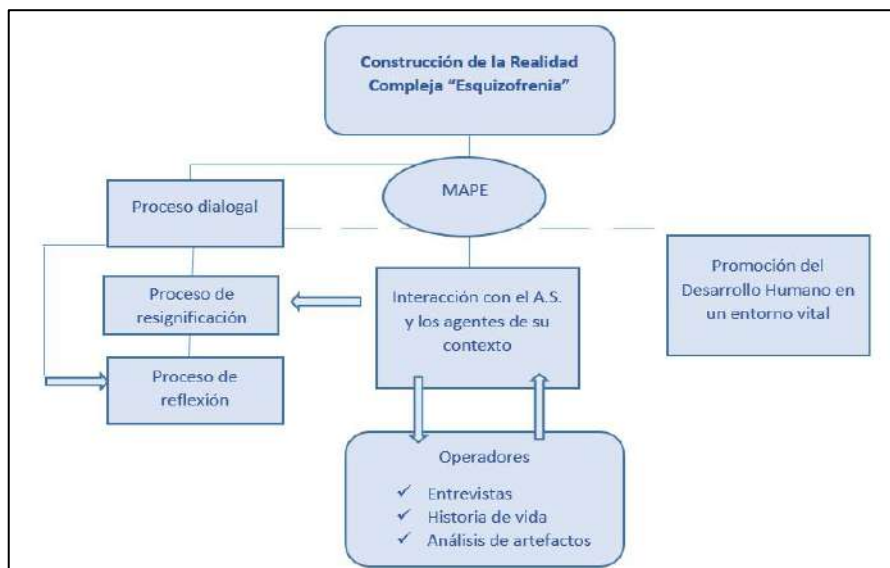 Construcción de la Realidad
Compleja “Esquizofrenia”
MAPE
Proceso dialogal
Proceso de
resignificación
Proceso de
reflexión
Interacción con el A.S.
y los agentes de su
contexto
Promoción del
Desarrollo Humano en
un entorno vital
Operadores
✓ Entrevistas
✓ Historia de vida
✓ Análisis de artefactos